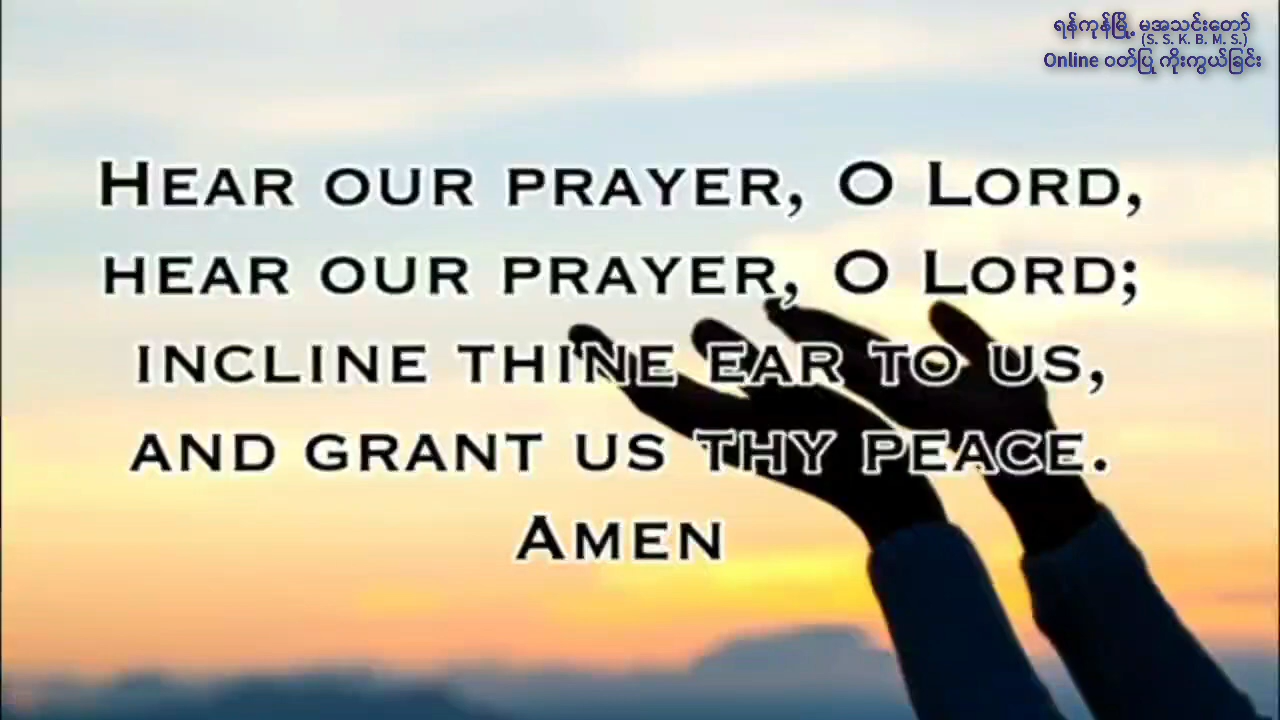 ရန်ကုန်မြို့ မအသင်းတော်
(S. S. K. B. M. S.)
Online ဝတ်ပြု ကိုးကွယ်ခြင်း
HEAR OUR PRAYER, O LORD,
HEAR OUR PRAYER, O LORD;
INCLINE THINE EAR TO US,
AND GRANT US THY PEACE.
AMEN